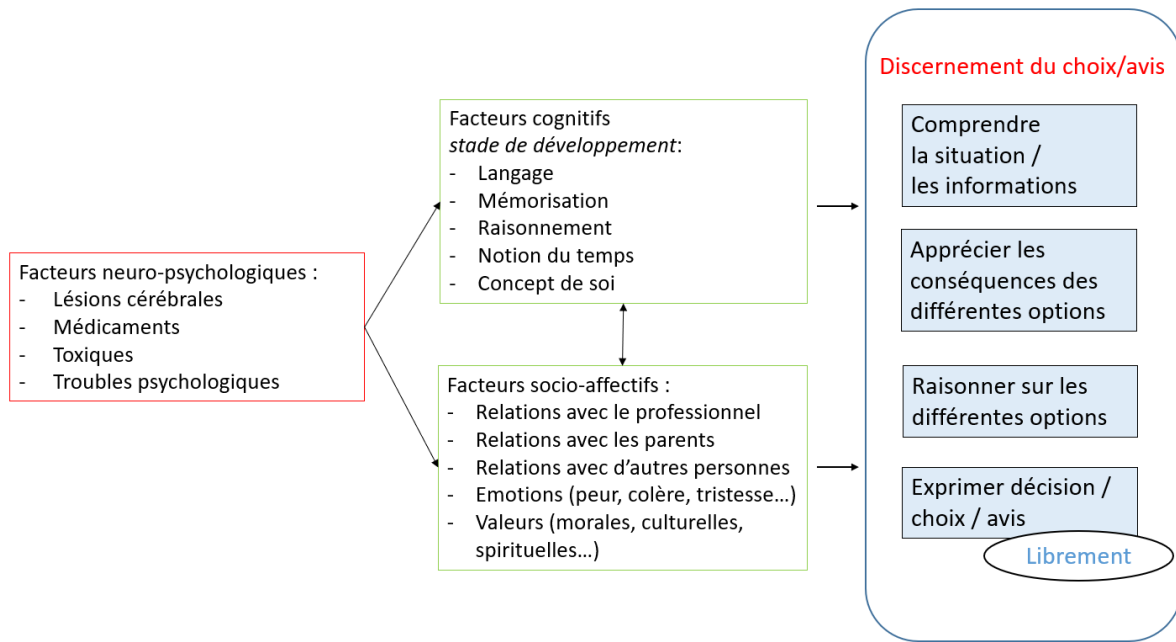 Facteurs neuro-psychologiques :
- Lésions cérébrales
- Médicaments
- Toxiques
- Troubles psychologiques
Facteurs cognitifs
stade de développement:
- Langage
- Mémorisation
- Raisonnement
- Notion du temps
- Concept de soi
Facteurs socio-affectifs :
- Relations avec le professionnel
- Relations avec les parents
- Relations avec d'autres personnes
- Emotions (peur, colère, tristesse…)
- Valeurs (morales, culturelles,
spirituelles…)
Discernement du choix/avis
Comprendre
la situation /
les informations
Apprécier les
conséquences des
différentes options
Raisonner sur les
différentes options
Exprimer décision /
choix / avis
Librement